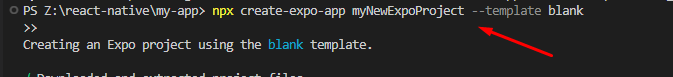 PS Z:\react-native\my-app> npx create-expo-app myNewExpoProject --template blank
>>
Creating an Expo project using the blank template.